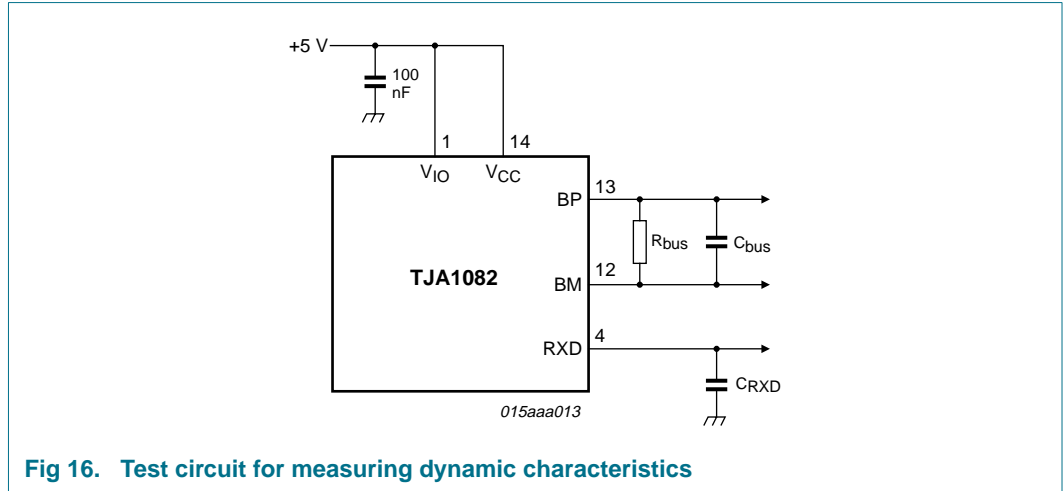 +5 V
100
nF
1
14
VIO
VCC
BP
13
Rbus
Cbus
TJA1082
BM
12
RXD
4
CRXD
015aaa013
Fig 16. Test circuit for measuring dynamic characteristics